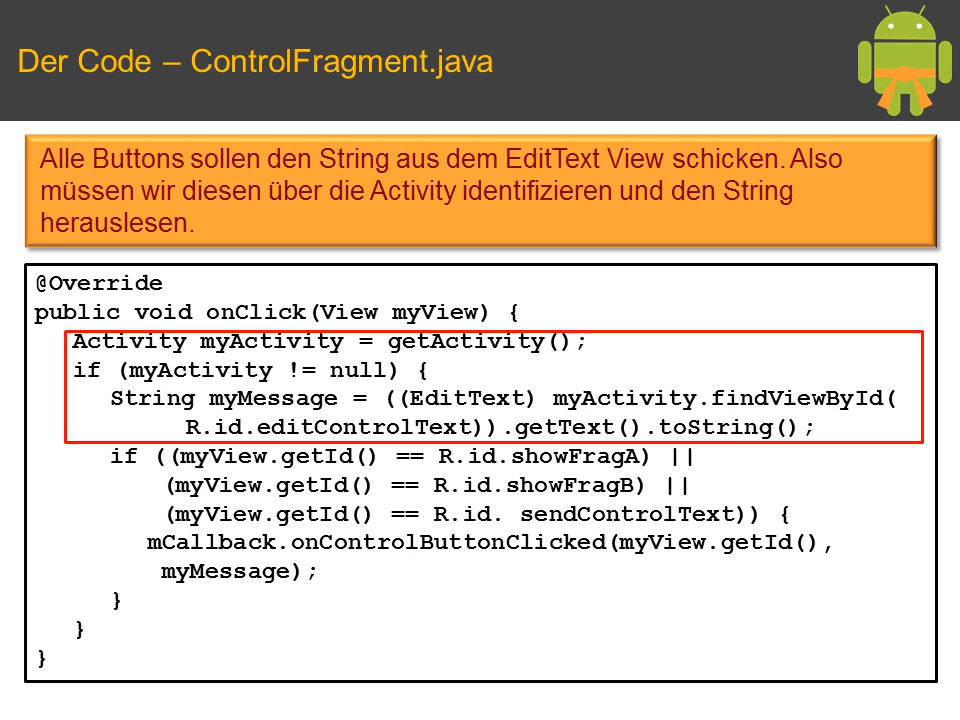 Der Code – ControlFragment.java
Alle Buttons sollen den String aus dem EditText View schicken. Also
müssen wir diesen über die Activity identifizieren und den String
herauslesen.
@Override
public void onClick(View myView) {
Activity myActivity = getActivity();
if (myActivity != null) {
String myMessage = ((EditText) myActivity.findViewById(
R.id.editControlText)).getText().toString();
if ((myView.getId() == R.id.showFragA) ||
(myView.getId() == R.id.showFragB) ||
(myView.getId() == R.id. sendControlText)) {
mCallback.onControlButtonClicked(myView.getId(),
myMessage);
}
}
}